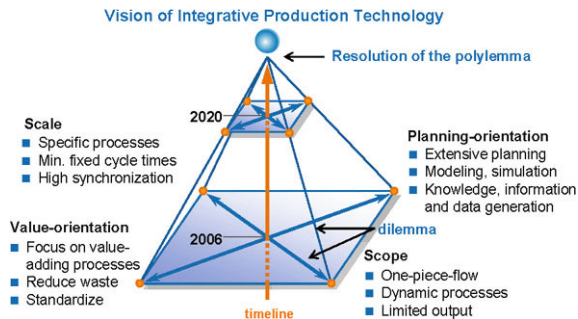 Vision of Integrative Production Technology
Resolution of the polylemma
2020
Scale
Specific processes
Min. fixed cycle times
High synchronization
Planning-orientation
Extensive planning
Modeling, simulation
Knowledge, information
and data generation
Value-orientation
Focus on value-
adding processes
Reduce waste
Standardize
2006
dilemma
Scope
One-piece-flow
Dynamic processes
Limited output
timeline